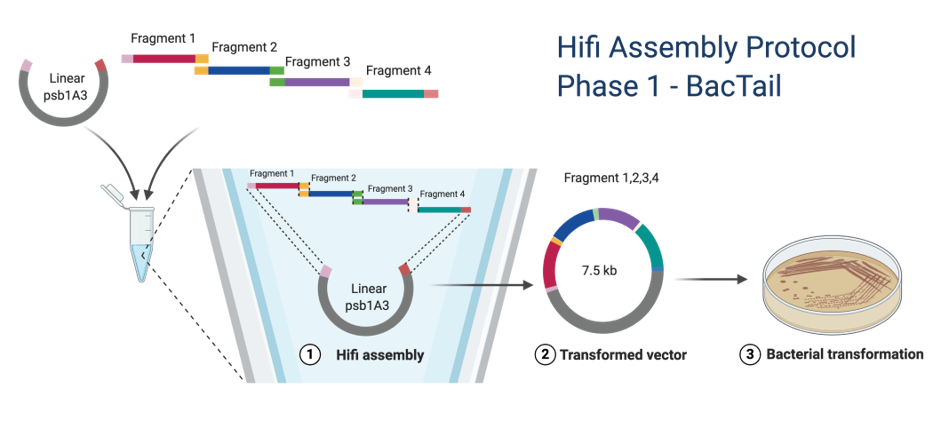 Hifi Assembly Protocol
Phase 1 - BacTail
Fragment 1
Fragment 2
Fragment 3
Fragment 4
Linear
psb1A3
Fragment 1
Fragment 2
Fragment 3
Fragment 4
Linear
psb1A3
1 Hifi assembly
Fragment 1,2,3,4
7.5 kb
2 Transformed vector
3 Bacterial transformation